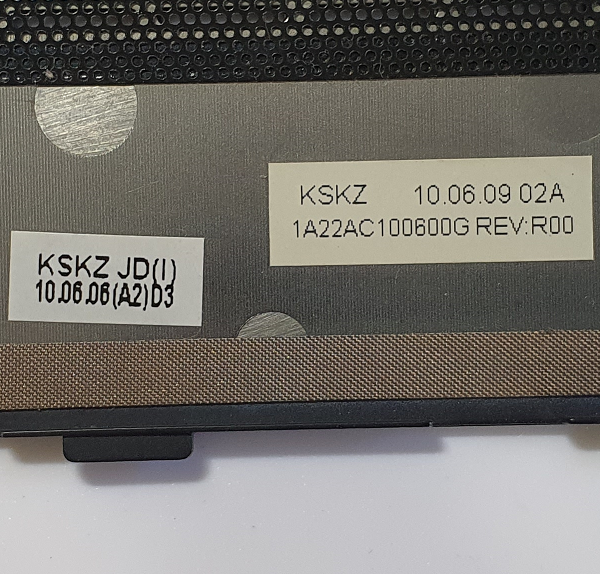 KSKZ 10.06.09 02A
1A22AC100600G REV:R00
KSKZ JD(I)
10.06.06(A2)D3